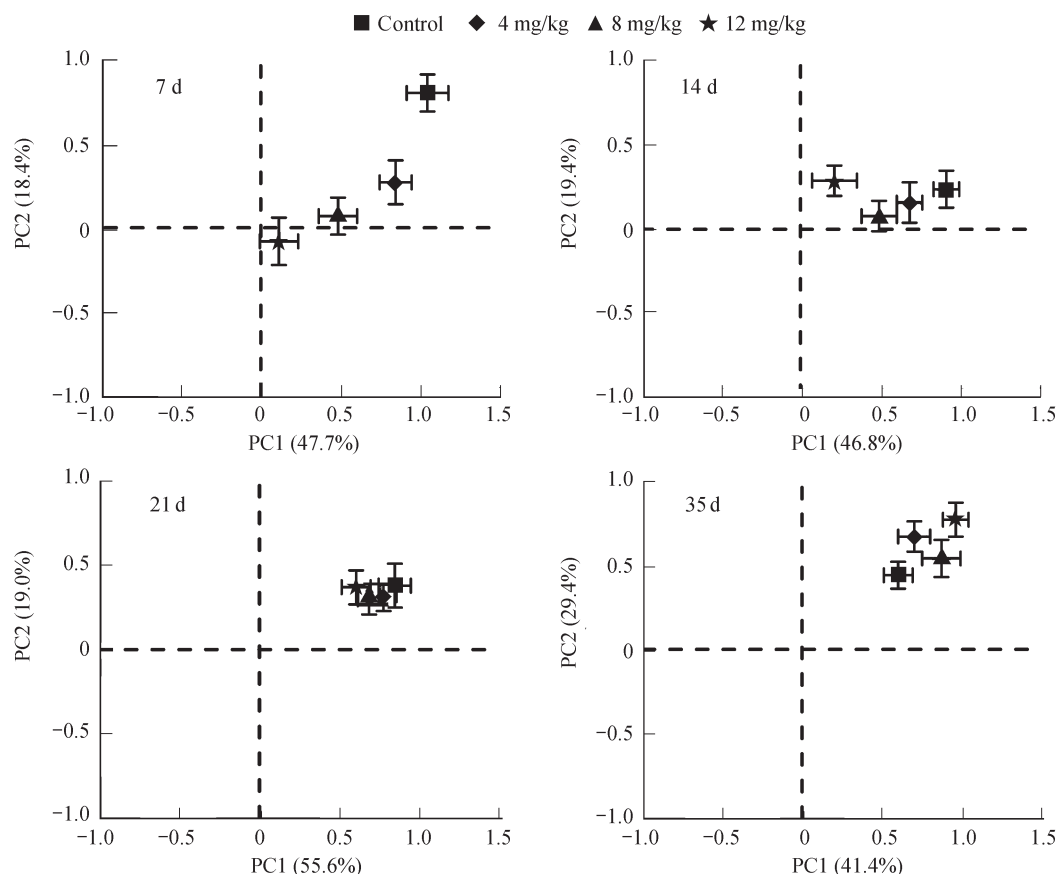 Control 4 mg/kg 8 mg/kg 12 mg/kg
7 d
1.0
0.5
0
−0.5
−1.0
PC2 (18.4%)
−1.0 −0.5 0 0.5 1.0 1.5
PC1 (47.7%)
14 d
1.0
0.5
0
−0.5
−1.0
PC2 (19.4%)
−1.0 −0.5 0 0.5 1.0 1.5
PC1 (46.8%)
21 d
1.0
0.5
0
−0.5
−1.0
PC2 (19.0%)
−1.0 −0.5 0 0.5 1.0 1.5
PC1 (55.6%)
35 d
1.0
0.5
0
−0.5
−1.0
PC2 (29.4%)
−1.0 −0.5 0 0.5 1.0 1.5
PC1 (41.4%)